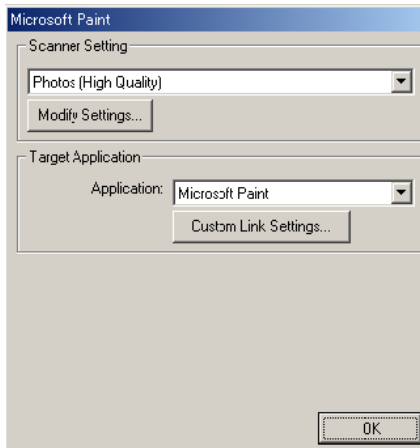 Microsoft Paint
Scanner Setting
Photos (High Quality)
Modify Settings...
Target Application
Application: Microsoft Paint
Custom Link Settings...
OK